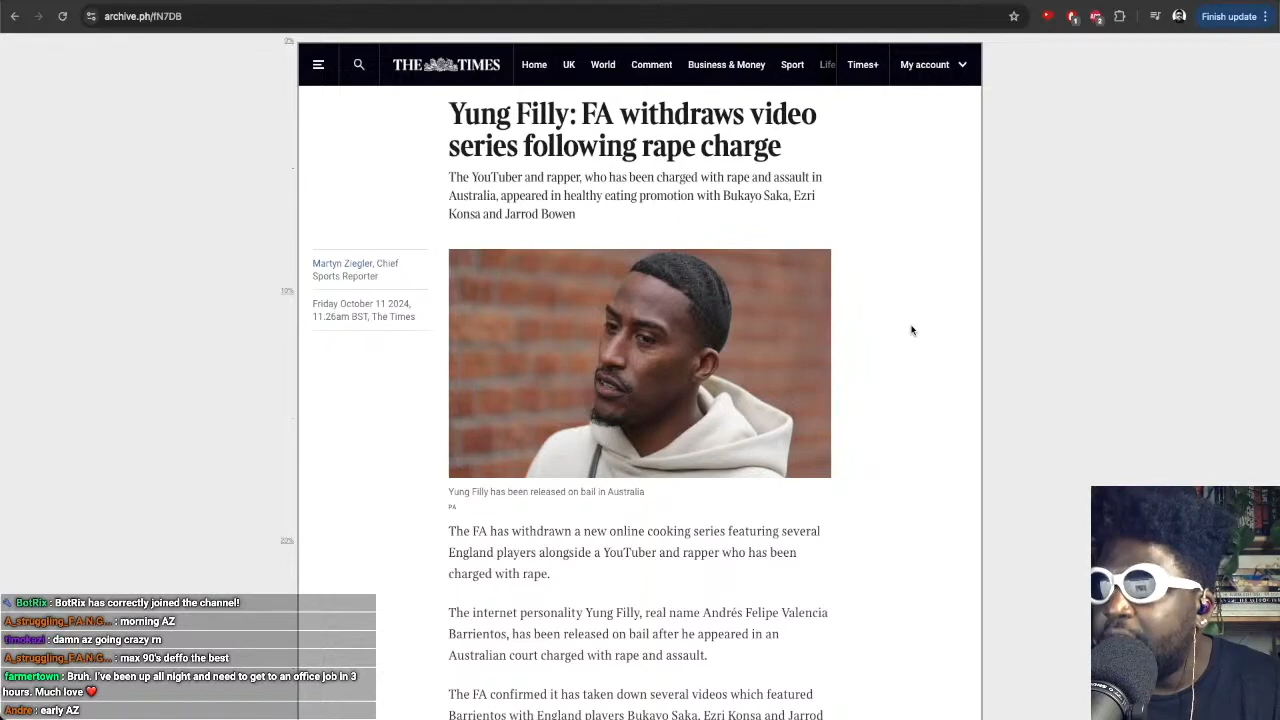 archive.ph/fN7DB
Finish update
0%
THE TIMES
Home UK World Comment Business & Money Sport Life Times+ My account
Yung Filly: FA withdraws video
series following rape charge
The YouTuber and rapper, who has been charged with rape and assault in
Australia, appeared in healthy eating promotion with Bukayo Saka, Ezri
Konsa and Jarrod Bowen
Martyn Ziegler, Chief
Sports Reporter
10%
Friday October 11 2024,
11.26am BST, The Times
Yung Filly has been released on bail in Australia
PA
The FA has withdrawn a new online cooking series featuring several
20%
England players alongside a YouTuber and rapper who has been
charged with rape.
The internet personality Yung Filly, real name Andrés Felipe Valencia
Barrientos, has been released on bail after he appeared in an
Australian court charged with rape and assault.
The FA confirmed it has taken down several videos which featured
Barrientos with England players Bukayo Saka, Ezri Konsa and Jarrod
BotRix : BotRix has correctly joined the channel!
A_struggling_F.A.N.G... : morning AZ
timokazi : damn az going crazy rn
A_struggling_F.A.N.G... : max 90's deffo the best
farmertown : Bruh. I've been up all night and need to get to an office job in 3
hours. Much love ❤️
Andre : early AZ